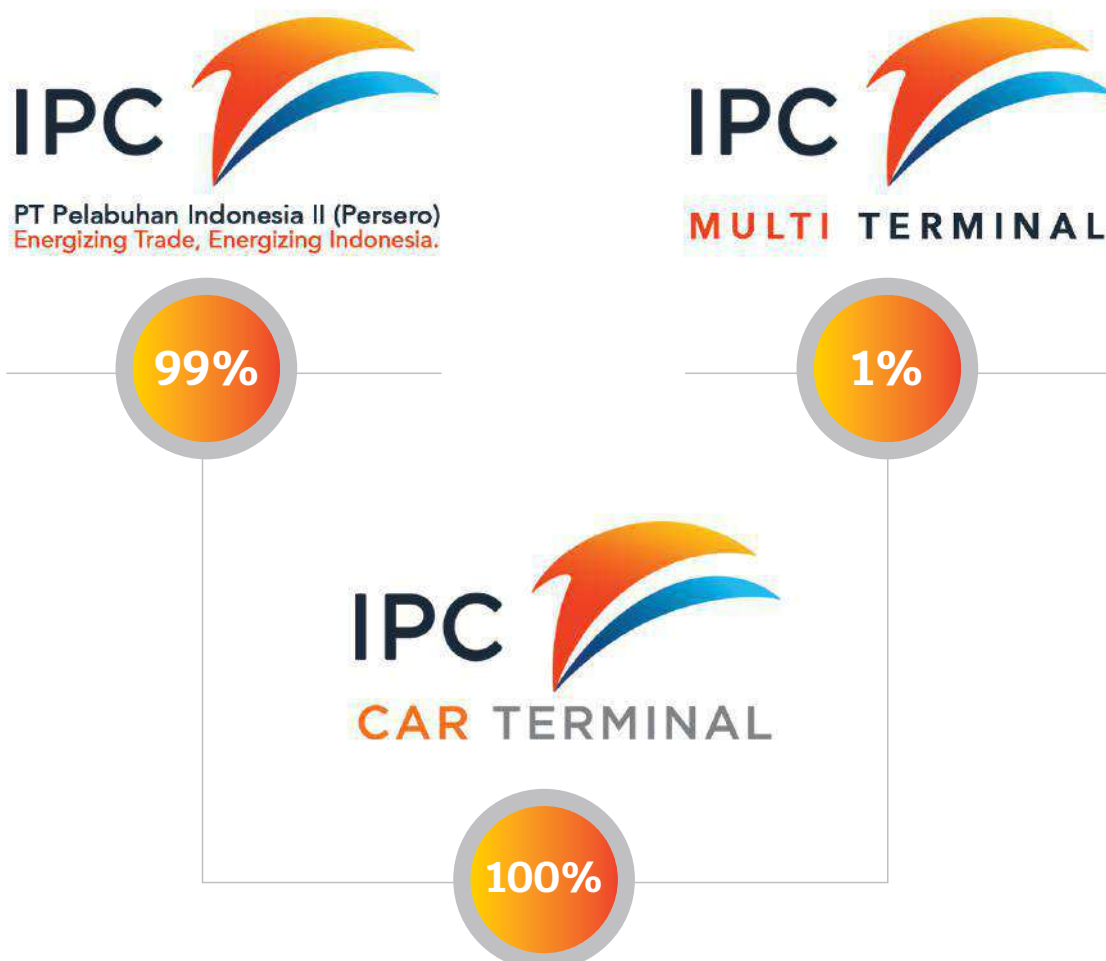 IPC
PT Pelabuhan Indonesia II (Persero)
Energizing Trade, Energizing Indonesia.
99%
IPC
MULTI TERMINAL
1%
IPC
CAR TERMINAL
100%